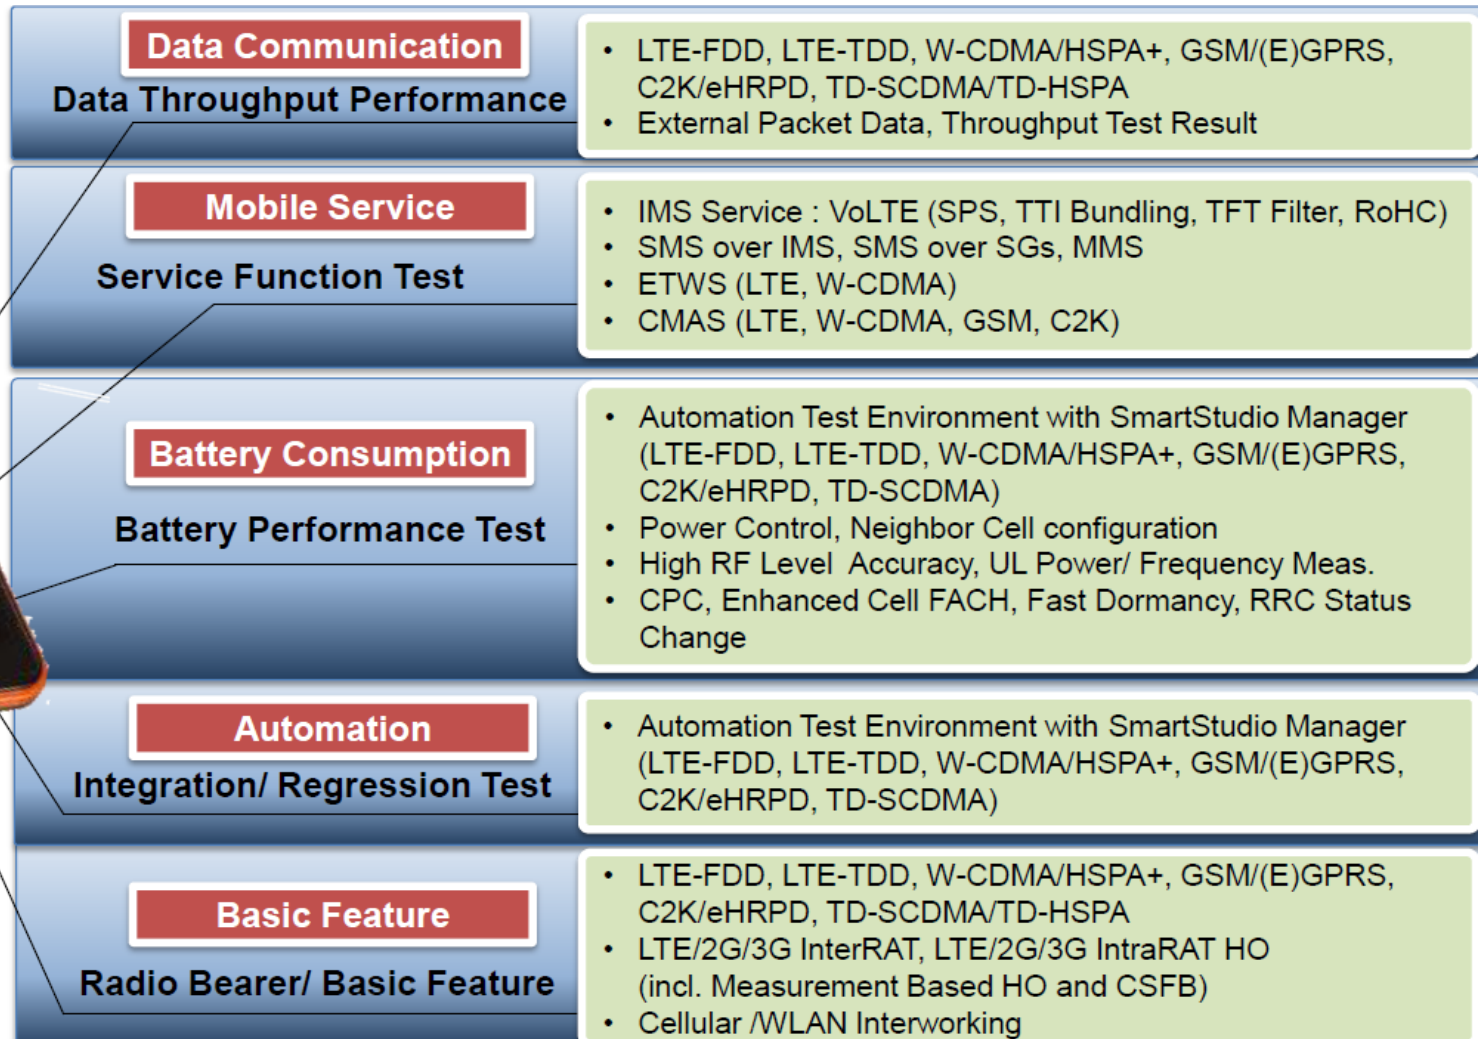 Data Communication
Data Throughput Performance
• LTE-FDD, LTE-TDD, W-CDMA/HSPA+, GSM/(E)GPRS,
C2K/eHRPD, TD-SCDMA/TD-HSPA
• External Packet Data, Throughput Test Result
Mobile Service
Service Function Test
• IMS Service : VoLTE (SPS, TTI Bundling, TFT Filter, RoHC)
• SMS over IMS, SMS over SGs, MMS
• ETWS (LTE, W-CDMA)
• CMAS (LTE, W-CDMA, GSM, C2K)
Battery Consumption
Battery Performance Test
• Automation Test Environment with SmartStudio Manager
(LTE-FDD, LTE-TDD, W-CDMA/HSPA+, GSM/(E)GPRS,
C2K/eHRPD, TD-SCDMA)
• Power Control, Neighbor Cell configuration
• High RF Level Accuracy, UL Power/ Frequency Meas.
• CPC, Enhanced Cell FACH, Fast Dormancy, RRC Status
Change
Automation
Integration/ Regression Test
• Automation Test Environment with SmartStudio Manager
(LTE-FDD, LTE-TDD, W-CDMA/HSPA+, GSM/(E)GPRS,
C2K/eHRPD, TD-SCDMA)
Basic Feature
Radio Bearer/ Basic Feature
• LTE-FDD, LTE-TDD, W-CDMA/HSPA+, GSM/(E)GPRS,
C2K/eHRPD, TD-SCDMA/TD-HSPA
• LTE/2G/3G InterRAT, LTE/2G/3G IntraRAT HO
(incl. Measurement Based HO and CSFB)
• Cellular /WLAN Interworking